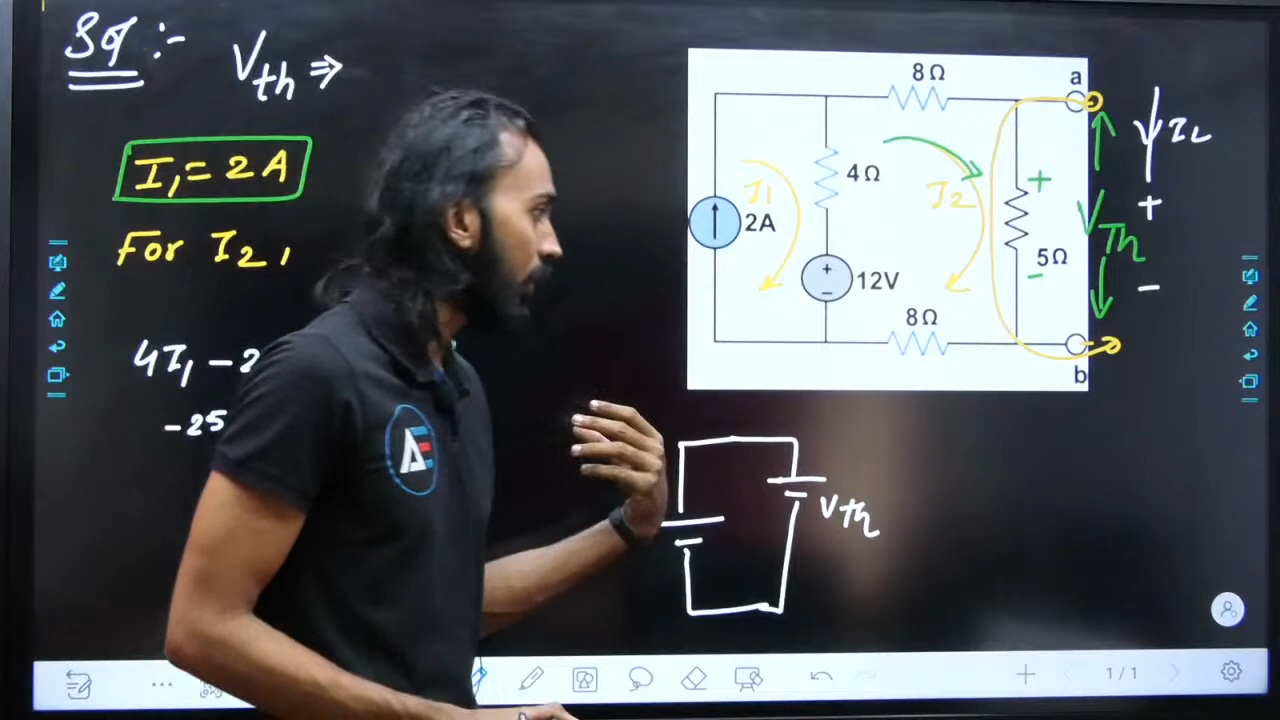 Vth ⇒
I1 = 2A
For I2,
4I1 - 2
-25
8Ω
a
I1
2A
4Ω
I2
+
VTh
5Ω
-
IL
+
-
+
-
12V
8Ω
b
Vth
AE
1/1